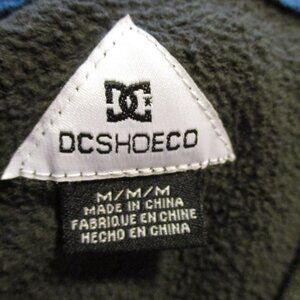 DC
DCSHOECO
M/M/M
MADE IN CHINA
FABRIQUE EN CHINE
HECHO EN CHINA